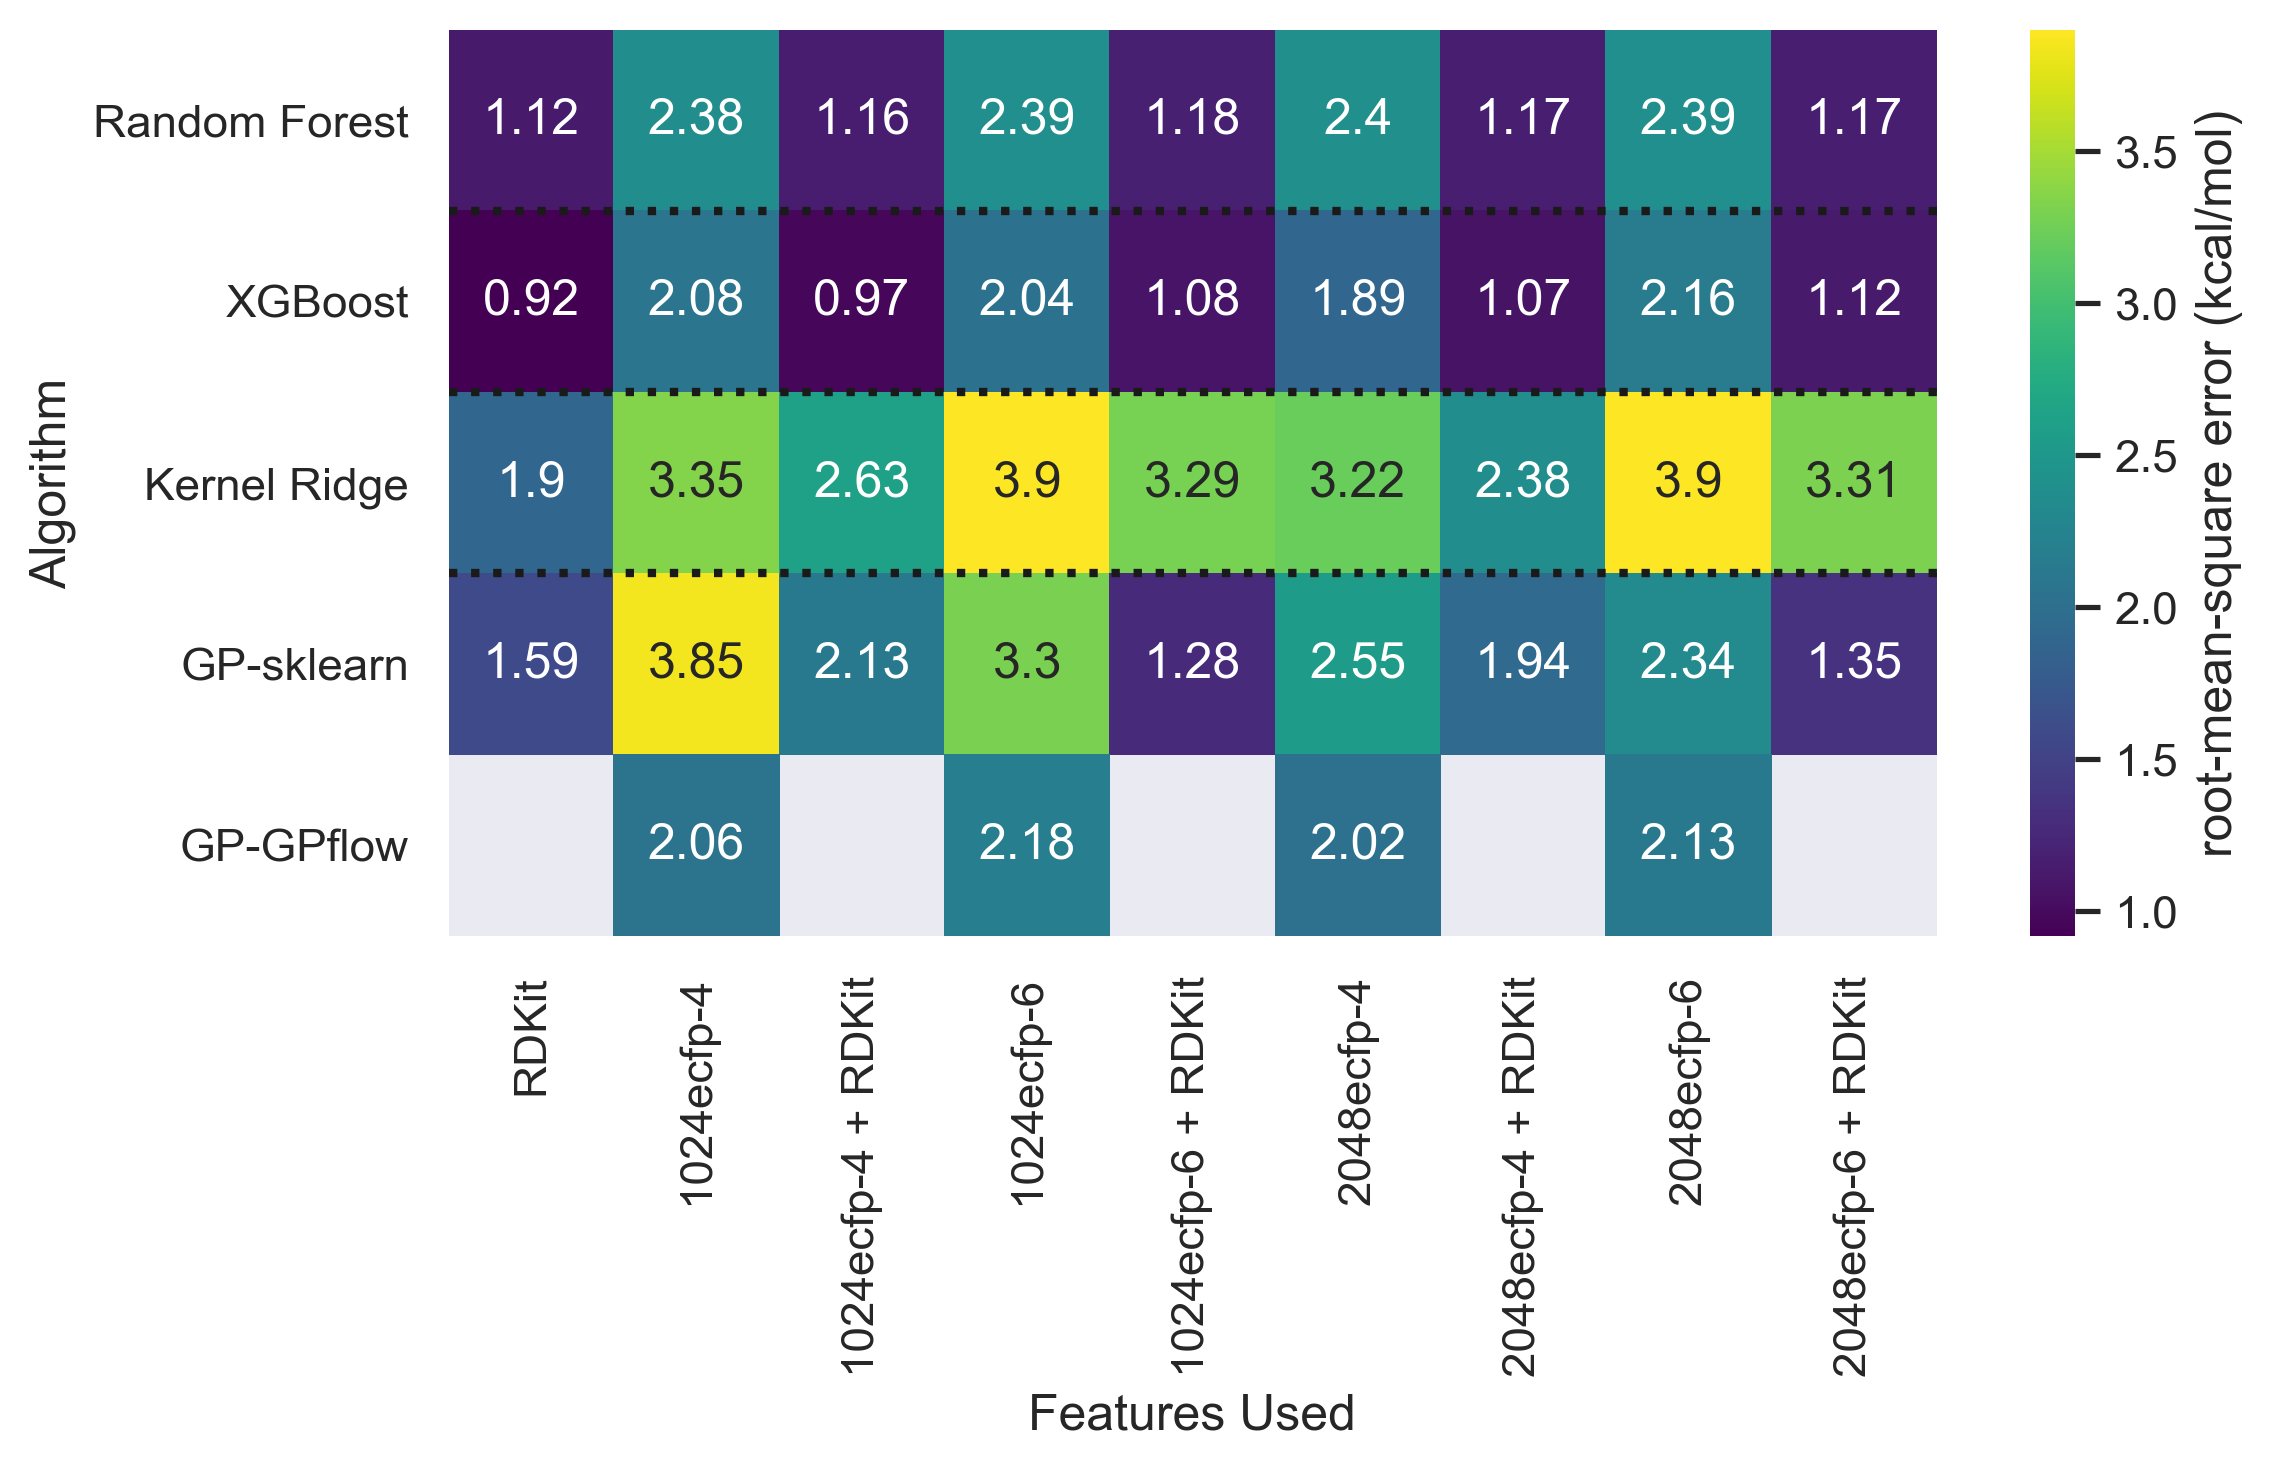 Algorithm
Random Forest 1.12 2.38 1.16 2.39 1.18 2.4 1.17 2.39 1.17
XGBoost 0.92 2.08 0.97 2.04 1.08 1.89 1.07 2.16 1.12
Kernel Ridge 1.9 3.35 2.63 3.9 3.29 3.22 2.38 3.9 3.31
GP-sklearn 1.59 3.85 2.13 3.3 1.28 2.55 1.94 2.34 1.35
GP-GPflow 2.06 2.18 2.02 2.13
RDKit
1024ecfp-4
1024ecfp-4 + RDKit
1024ecfp-6
1024ecfp-6 + RDKit
2048ecfp-4
2048ecfp-4 + RDKit
2048ecfp-6
2048ecfp-6 + RDKit
Features Used
3.5
3.0
2.5
2.0
1.5
1.0
root-mean-square error (kcal/mol)